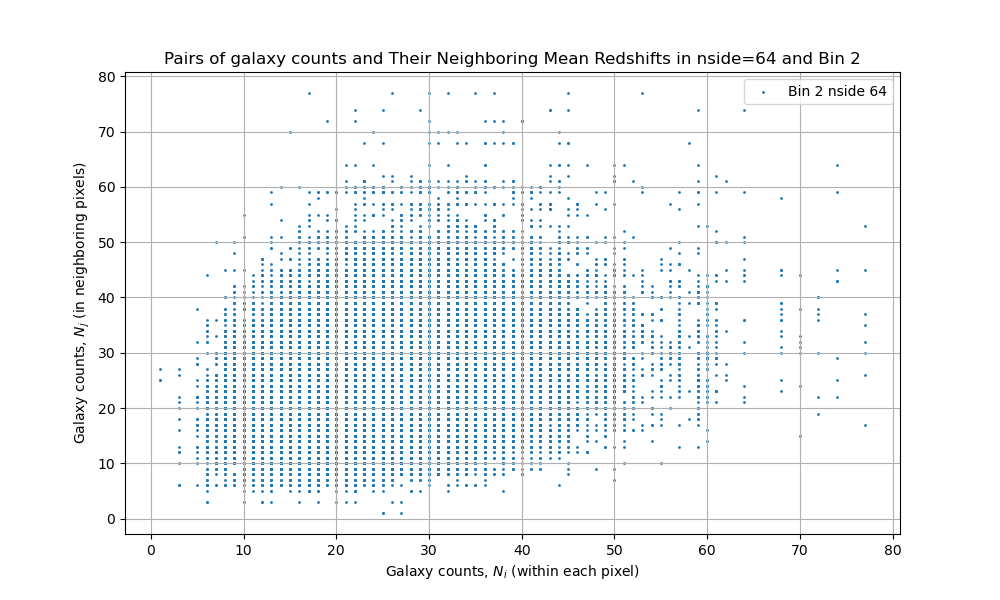 Pairs of galaxy counts and Their Neighboring Mean Redshifts in nside=64 and Bin 2
Bin 2 nside 64
Galaxy counts, N_j (in neighboring pixels)
80
70
60
50
40
30
20
10
0
0 10 20 30 40 50 60 70 80
Galaxy counts, N_i (within each pixel)